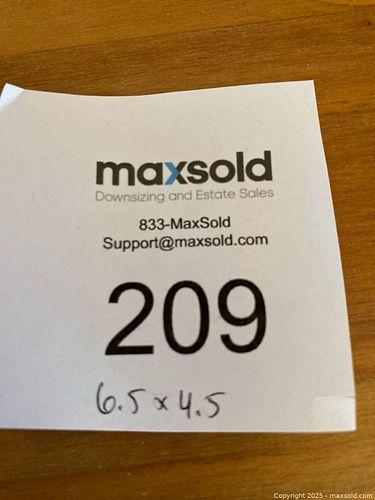 maxsold
Downsizing and Estate Sales
833-MaxSold
Support@maxsold.com
209
6.5 x 4.5
Copyright 2025 - maxsold.com